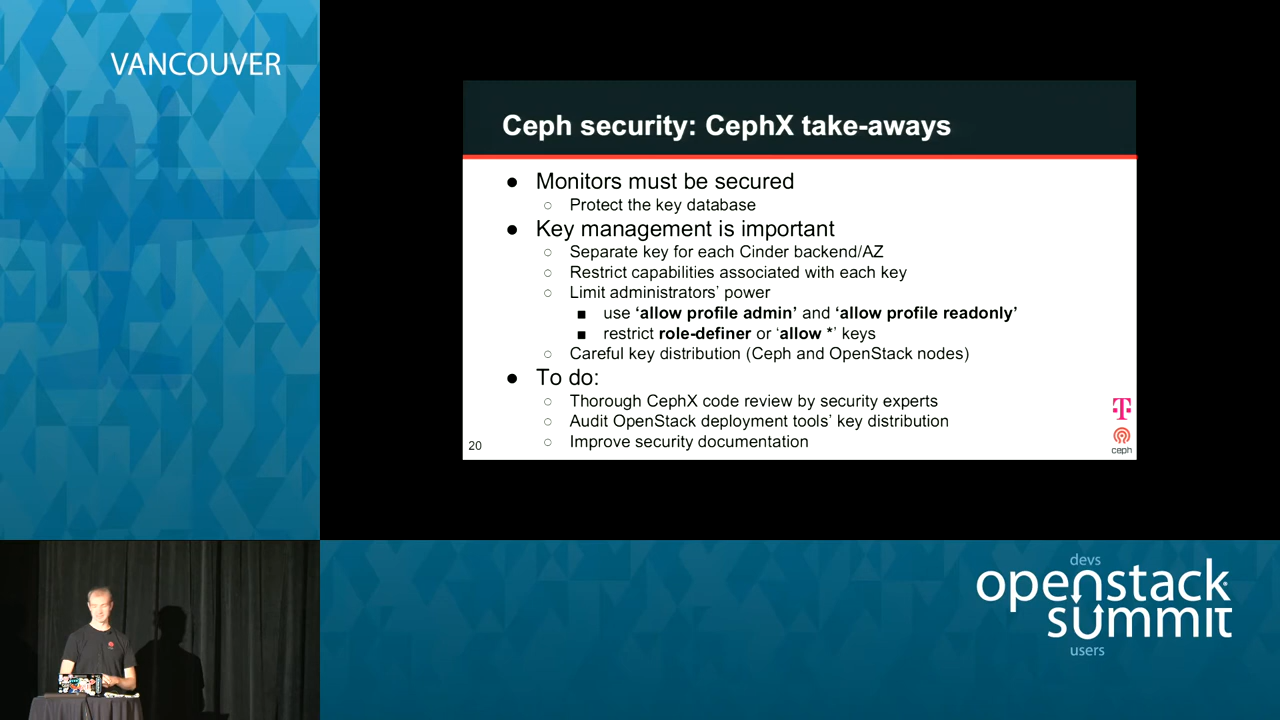 VANCOUVER
Ceph security: CephX take-aways
● Monitors must be secured
○ Protect the key database
● Key management is important
○ Separate key for each Cinder backend/AZ
○ Restrict capabilities associated with each key
○ Limit administrators' power
■ use ‘allow profile admin’ and ‘allow profile readonly’
■ restrict role-definer or ‘allow *’ keys
○ Careful key distribution (Ceph and OpenStack nodes)
● To do:
○ Thorough CephX code review by security experts
○ Audit OpenStack deployment tools' key distribution
○ Improve security documentation
20
T
ceph
devs
openstack
summit
users